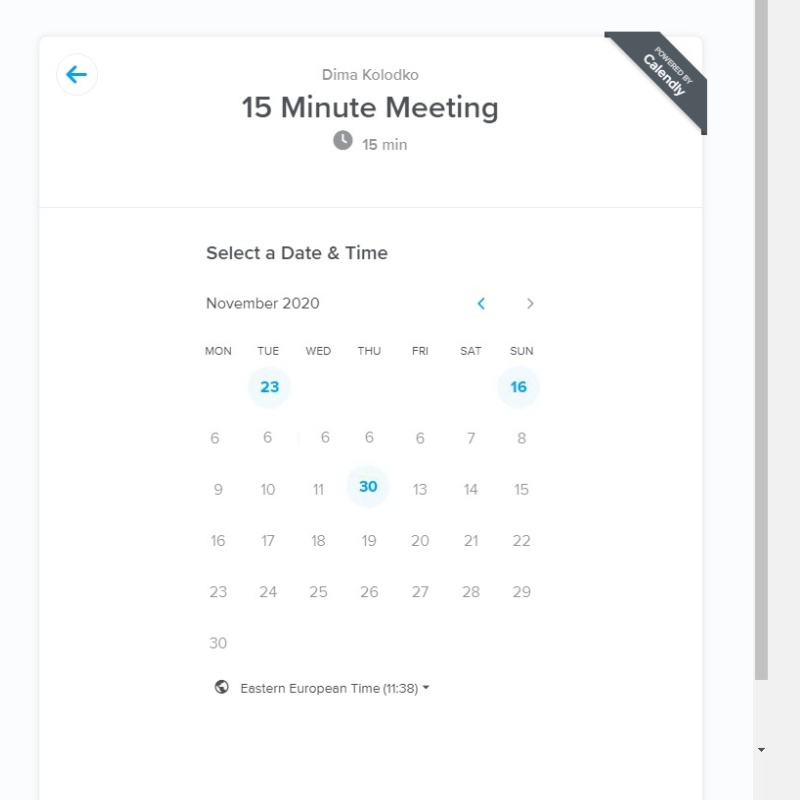 Dima Kolodko
15 Minute Meeting
15 min
POWERED BY
Calendly
Select a Date & Time
November 2020
MON TUE WED THU FRI SAT SUN
23 16
6 6 6 6 6 7 8
9 10 11 30 13 14 15
16 17 18 19 20 21 22
23 24 25 26 27 28 29
30
Eastern European Time (11:38)